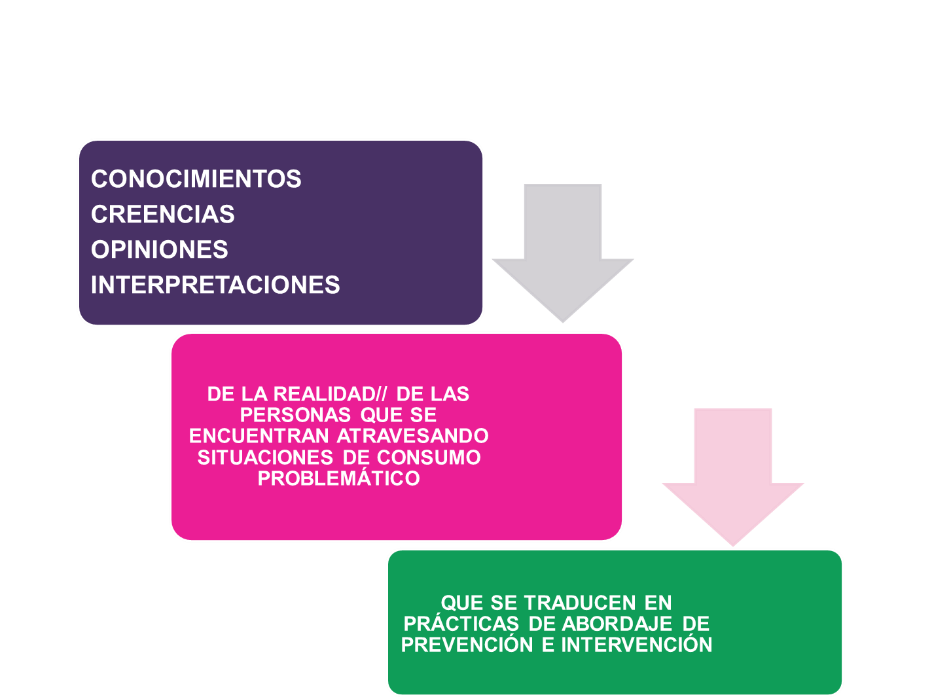 CONOCIMIENTOS
CREENCIAS
OPINIONES
INTERPRETACIONES
DE LA REALIDAD// DE LAS
PERSONAS QUE SE
ENCUENTRAN ATRAVESANDO
SITUACIONES DE CONSUMO
PROBLEMÁTICO
QUE SE TRADUCEN EN
PRÁCTICAS DE ABORDAJE DE
PREVENCIÓN E INTERVENCIÓN